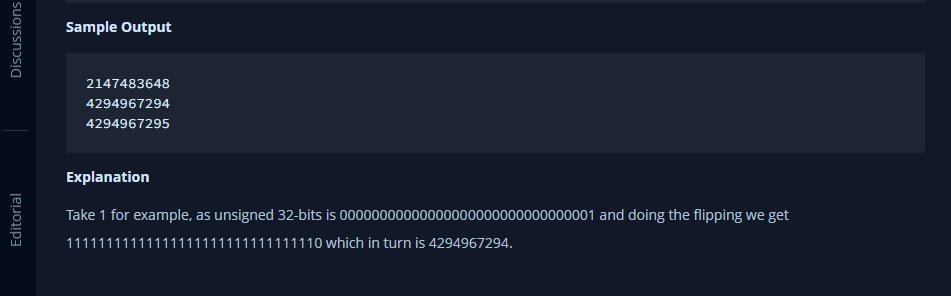 Discussions
Editorial
Sample Output
2147483648
4294967294
4294967295
Explanation
Take 1 for example, as unsigned 32-bits is 00000000000000000000000000000001 and doing the flipping we get
11111111111111111111111111111110 which in turn is 4294967294.